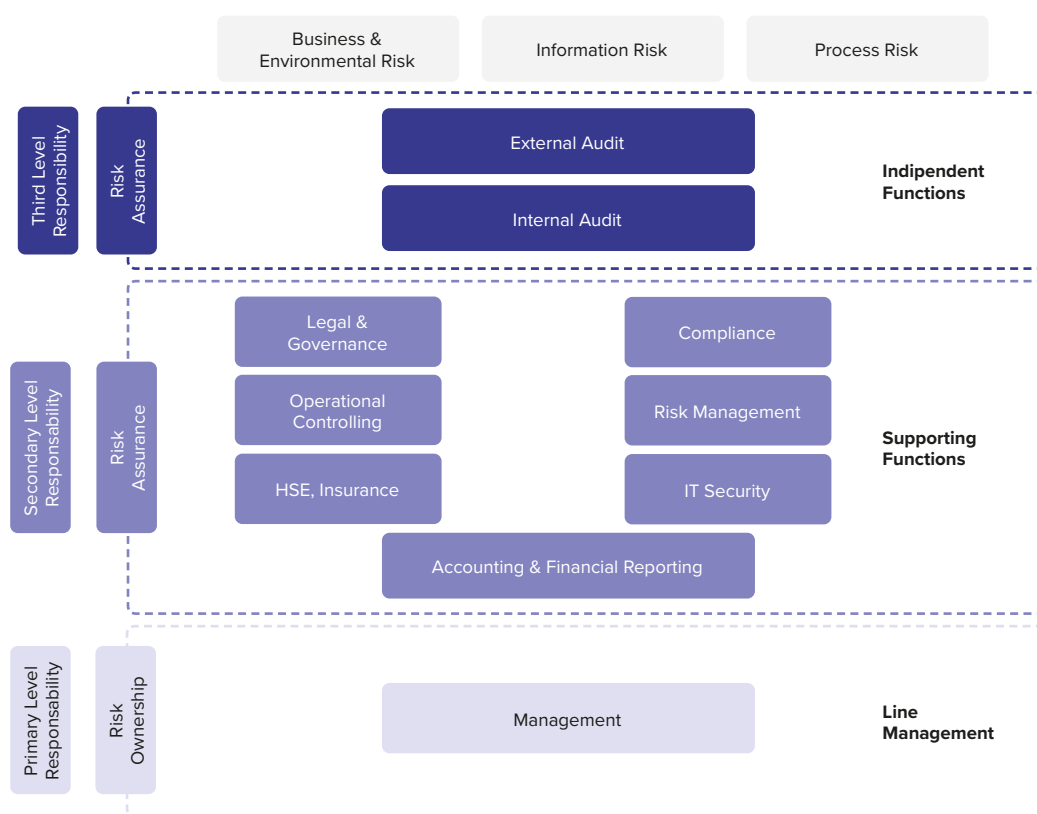 Business &
Environmental Risk
Information Risk
Process Risk
Third Level
Responsibility
Risk
Assurance
External Audit
Internal Audit
Indipendent
Functions
Secondary Level
Responsability
Risk
Assurance
Legal &
Governance
Compliance
Operational
Controlling
Risk Management
HSE, Insurance
IT Security
Accounting & Financial Reporting
Supporting
Functions
Primary Level
Responsability
Risk
Ownership
Management
Line
Management